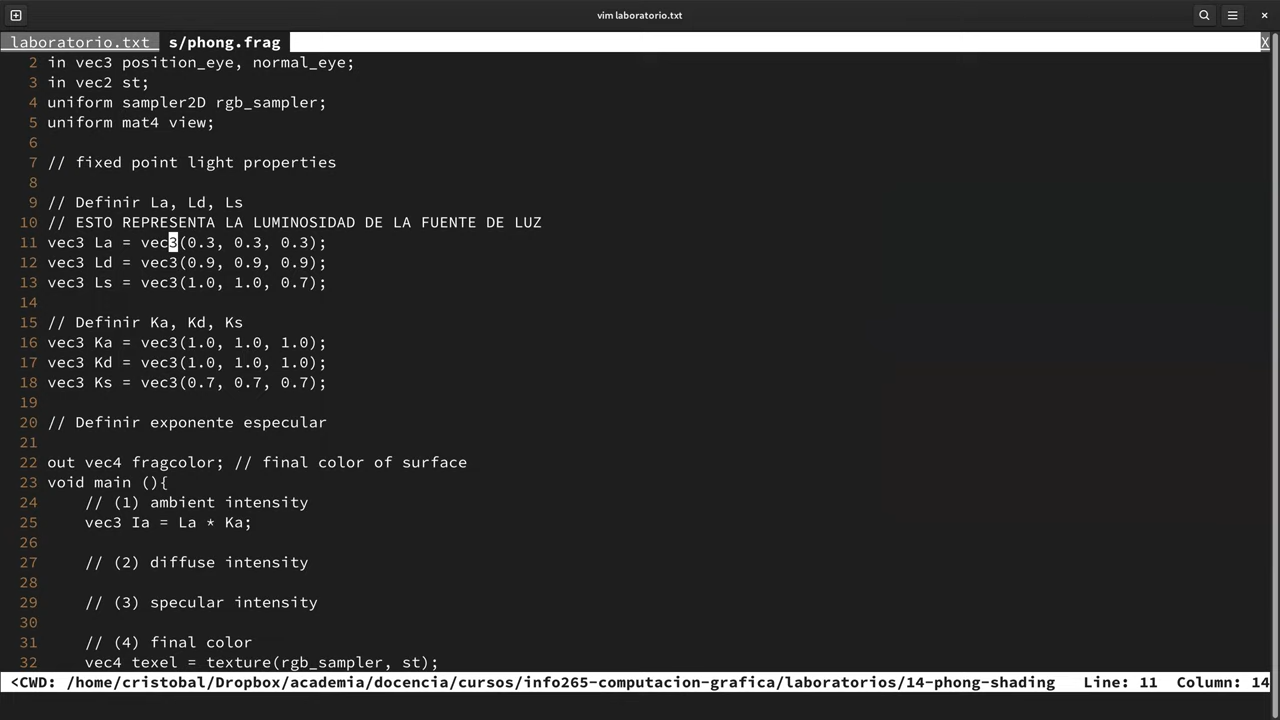 vim laboratorio.txt
laboratorio.txt s/phong.frag X
2 in vec3 position_eye, normal_eye;
3 in vec2 st;
4 uniform sampler2D rgb_sampler;
5 uniform mat4 view;
6
7 // fixed point light properties
8
9 // Definir La, Ld, Ls
10 // ESTO REPRESENTA LA LUMINOSIDAD DE LA FUENTE DE LUZ
11 vec3 La = vec3(0.3, 0.3, 0.3);
12 vec3 Ld = vec3(0.9, 0.9, 0.9);
13 vec3 Ls = vec3(1.0, 1.0, 0.7);
14
15 // Definir Ka, Kd, Ks
16 vec3 Ka = vec3(1.0, 1.0, 1.0);
17 vec3 Kd = vec3(1.0, 1.0, 1.0);
18 vec3 Ks = vec3(0.7, 0.7, 0.7);
19
20 // Definir exponente especular
21
22 out vec4 fragcolor; // final color of surface
23 void main (){
24     // (1) ambient intensity
25     vec3 Ia = La * Ka;
26
27     // (2) diffuse intensity
28
29     // (3) specular intensity
30
31     // (4) final color
32     vec4 texel = texture(rgb_sampler, st);
<CWD: /home/cristobal/Dropbox/academia/docencia/cursos/info265-computacion-grafica/laboratorios/14-phong-shading   Line: 11  Column: 14